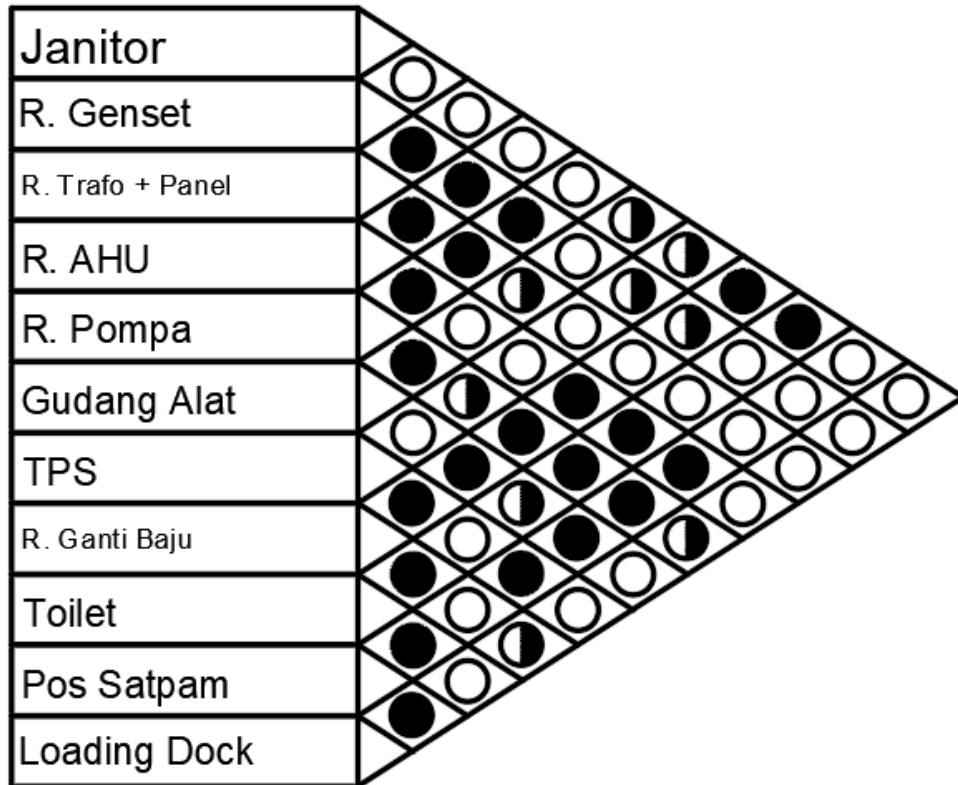 Janitor
R. Genset
R. Trafo + Panel
R. AHU
R. Pompa
Gudang Alat
TPS
R. Ganti Baju
Toilet
Pos Satpam
Loading Dock